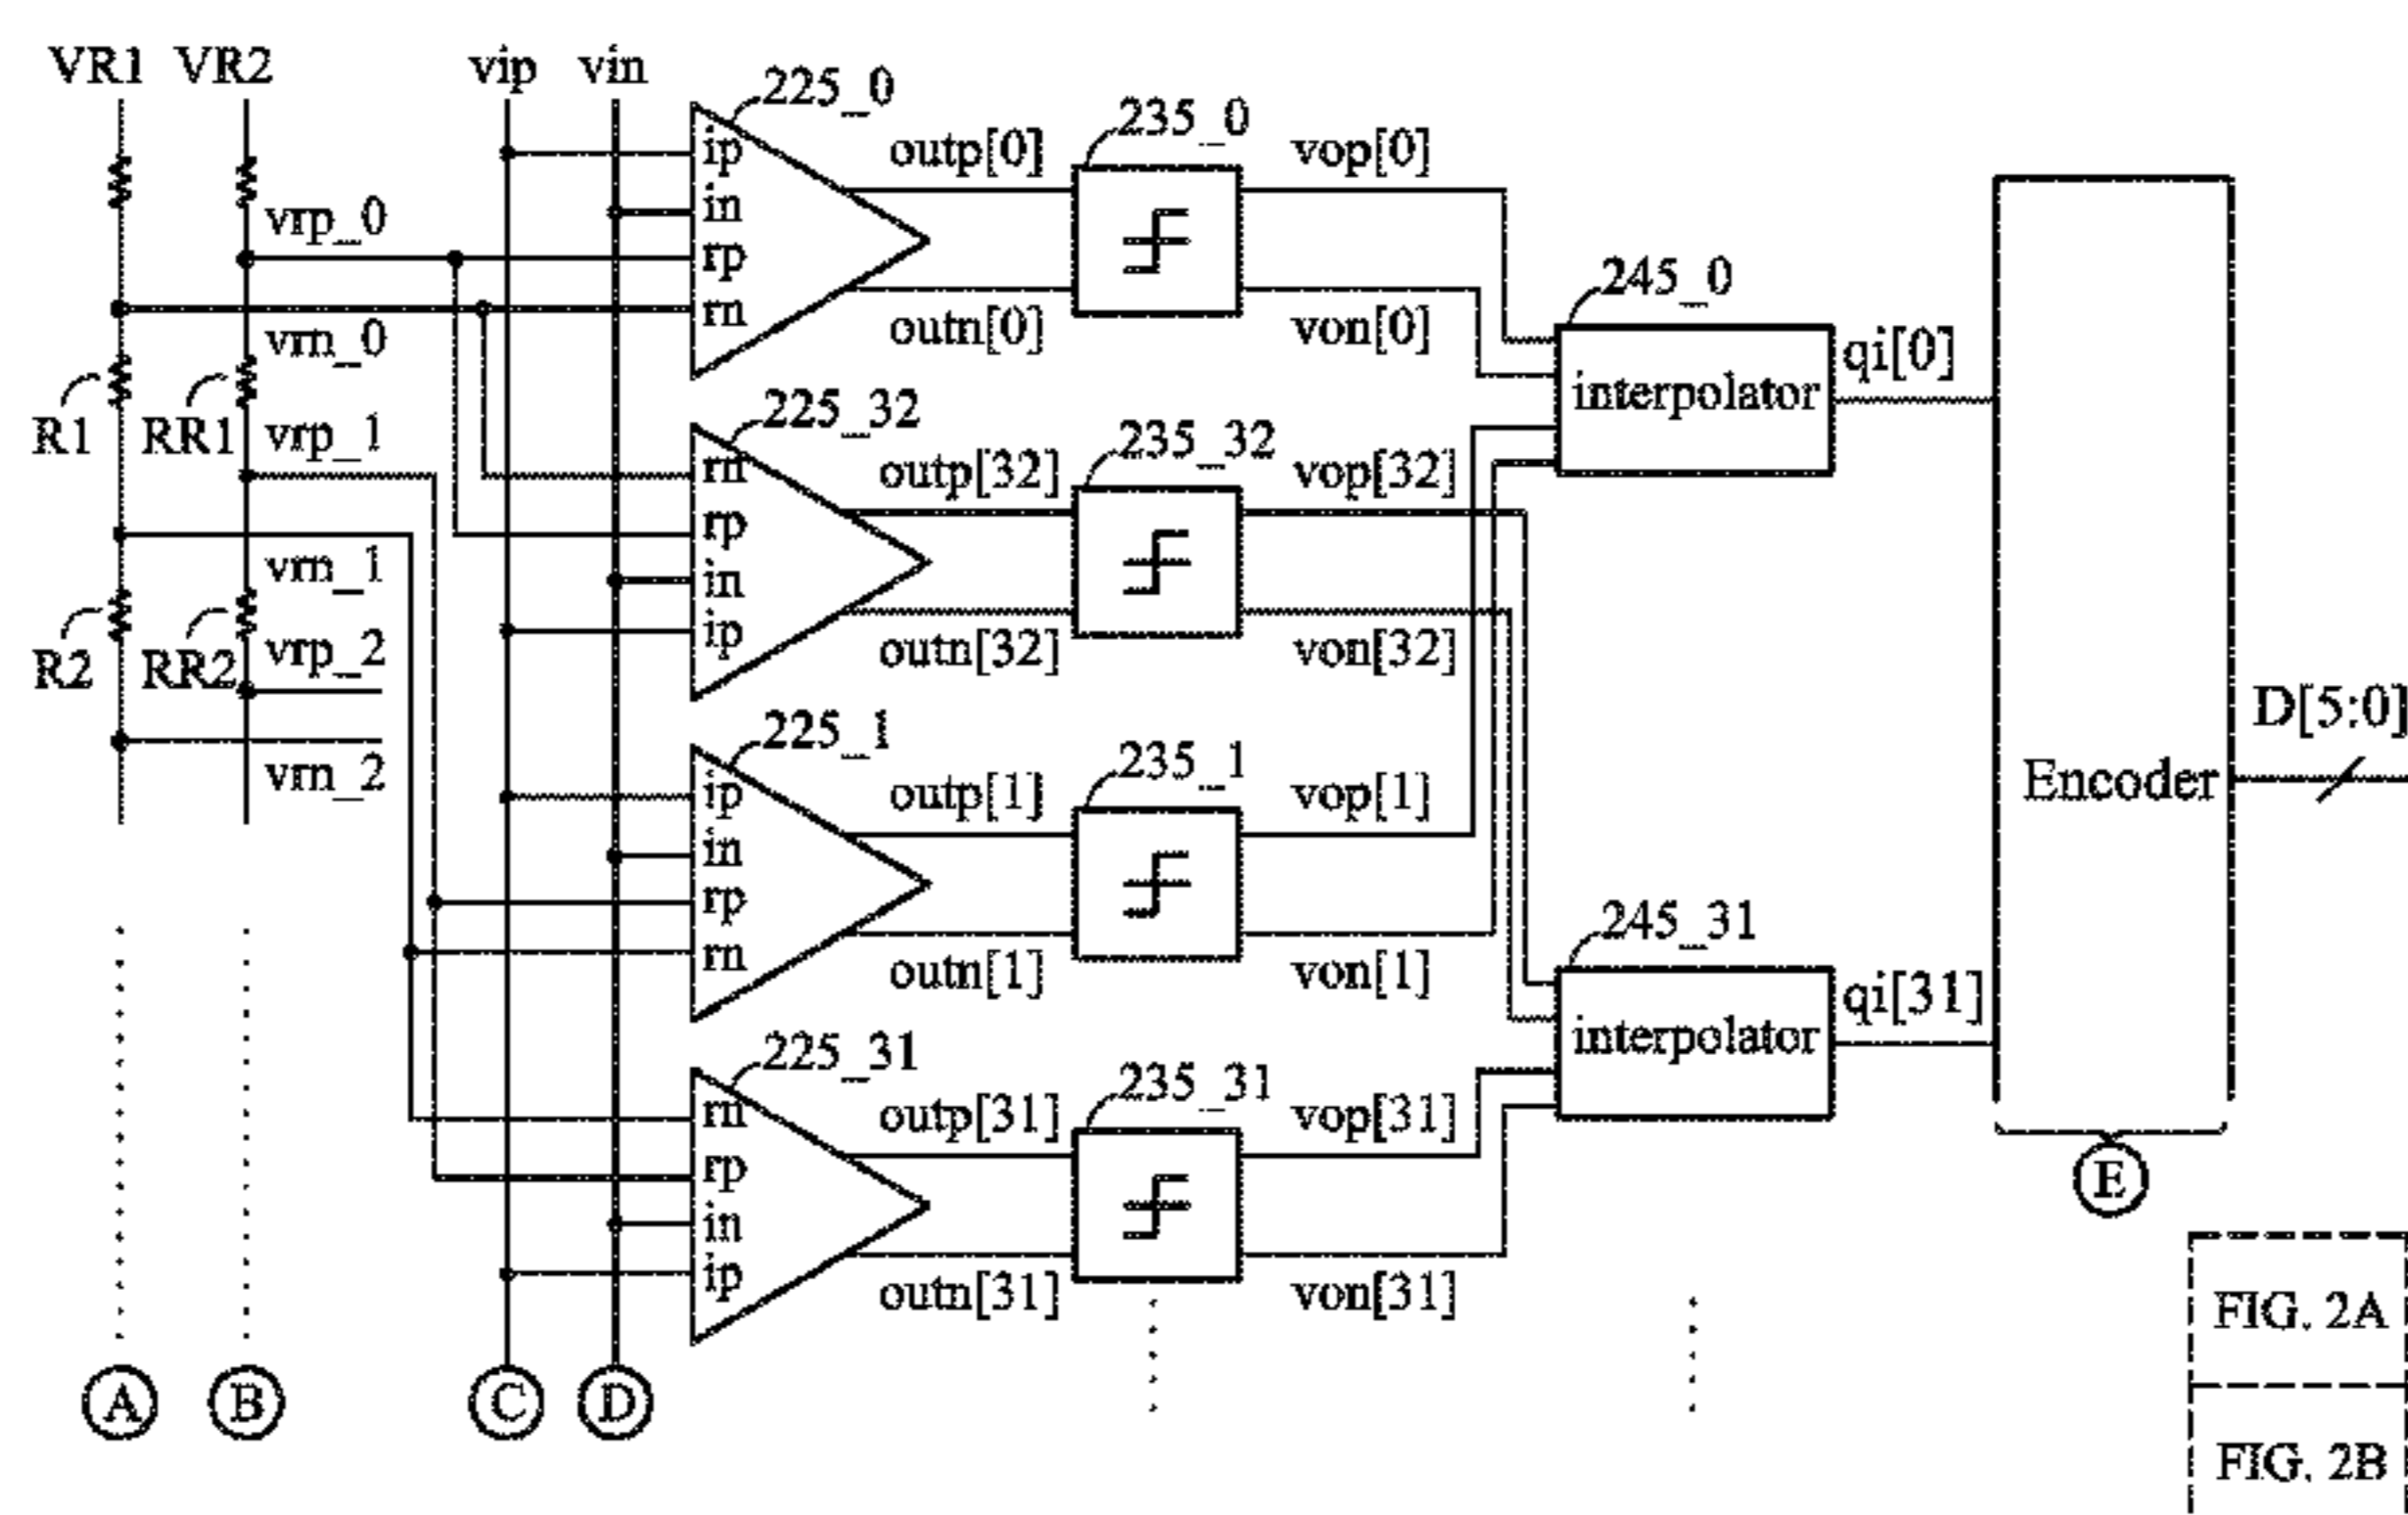 VR1 VR2 vip vin
225_0
ip
in
rp
rn
outp[0]
outn[0]
235_0
vop[0]
von[0]
vrp_0
vrn_0
R1 RR1
vrp_1
vrn_1
R2 RR2
vrp_2
vrn_2
225_32
rn
rp
in
ip
outp[32]
outn[32]
235_32
vop[32]
von[32]
245_0
interpolator
qi[0]
225_1
ip
in
rp
rn
outp[1]
outn[1]
235_1
vop[1]
von[1]
225_31
rn
rp
in
ip
outp[31]
outn[31]
235_31
vop[31]
von[31]
245_31
interpolator
qi[31]
Encoder
D[5:0]
A B C D E
FIG. 2A
FIG. 2B